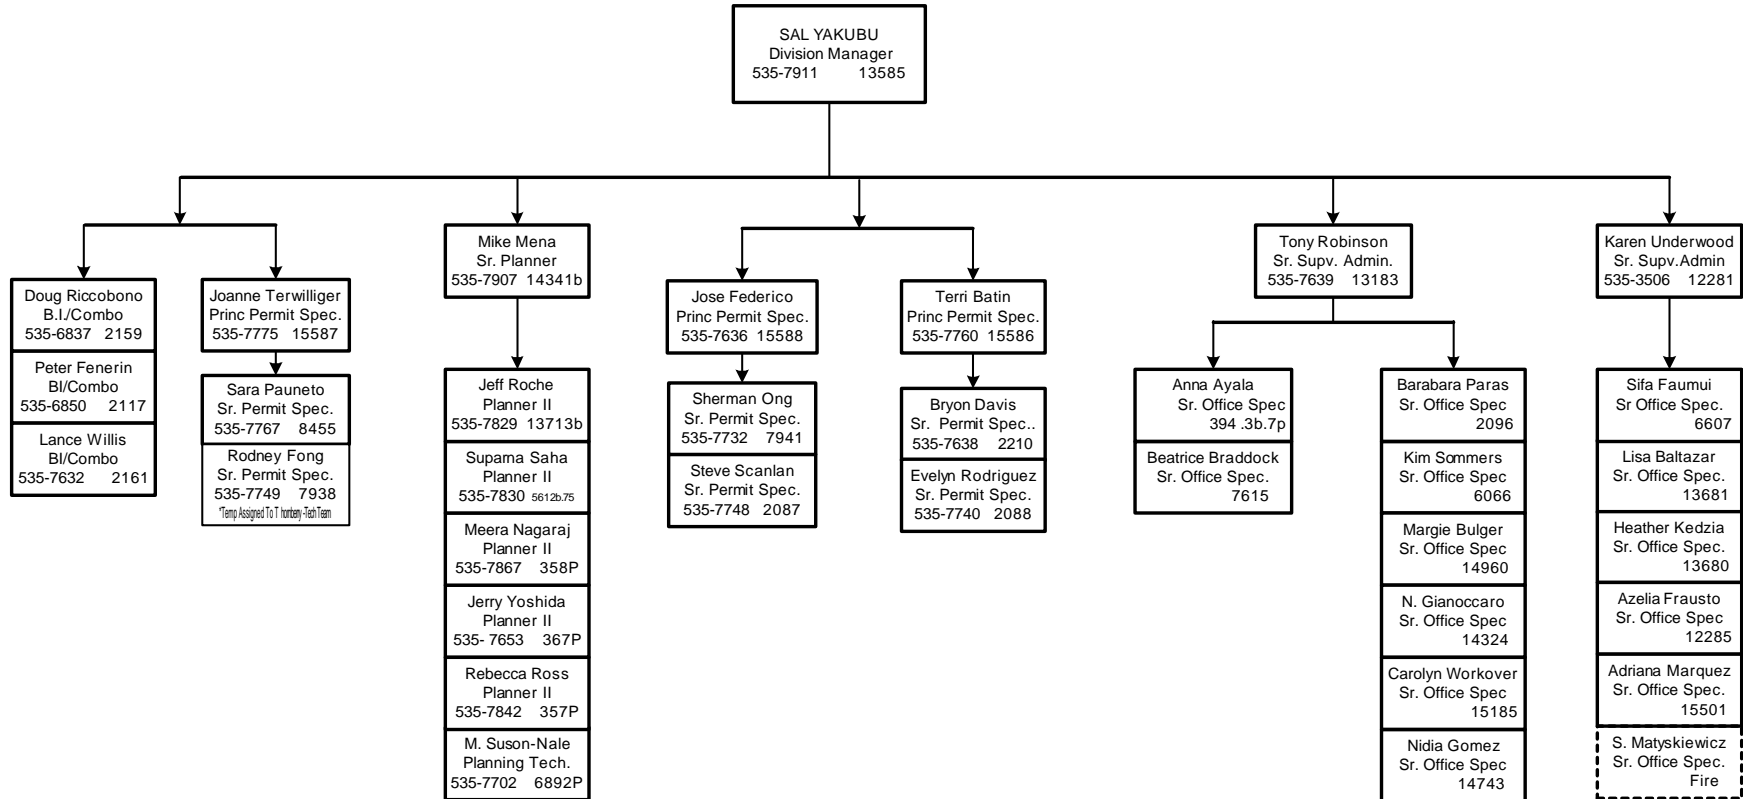 SAL YAKUBU
Division Manager
535-7911 13585
Doug Riccobono
B.I./Combo
535-6837 2159
Peter Fenerin
BI/Combo
535-6850 2117
Lance Willis
BI/Combo
535-7632 2161
Joanne Terwilliger
Princ Permit Spec.
535-7775 15587
Sara Pauneto
Sr. Permit Spec.
535-7767 8455
Rodney Fong
Sr. Permit Spec.
535-7749 7938
*Temp Assigned To T hornbery -Tech Team
Mike Mena
Sr. Planner
535-7907 14341b
Jeff Roche
Planner II
535-7829 13713b
Suparna Saha
Planner II
535-7830 5612b.75
Meera Nagaraj
Planner II
535-7867 358P
Jerry Yoshida
Planner II
535- 7653 367P
Rebecca Ross
Planner II
535-7842 357P
M. Suson-Nale
Planning Tech.
535-7702 6892P
Jose Federico
Princ Permit Spec.
535-7636 15588
Sherman Ong
Sr. Permit Spec.
535-7732 7941
Steve Scanlan
Sr. Permit Spec.
535-7748 2087
Terri Batin
Princ Permit Spec.
535-7760 15586
Bryon Davis
Sr. Permit Spec..
535-7638 2210
Evelyn Rodriguez
Sr. Permit Spec.
535-7740 2088
Tony Robinson
Sr. Supv. Admin.
535-7639 13183
Anna Ayala
Sr. Office Spec
394 .3b.7p
Beatrice Braddock
Sr. Office Spec.
7615
Barabara Paras
Sr. Office Spec
2096
Kim Sommers
Sr. Office Spec
6066
Margie Bulger
Sr. Office Spec
14960
N. Gianoccaro
Sr. Office Spec
14324
Carolyn Workover
Sr. Office Spec
15185
Nidia Gomez
Sr. Office Spec
14743
Karen Underwood
Sr. Supv.Admin
535-3506 12281
Sifa Faumui
Sr Office Spec.
6607
Lisa Baltazar
Sr. Office Spec.
13681
Heather Kedzia
Sr. Office Spec.
13680
Azelia Frausto
Sr. Office Spec
12285
Adriana Marquez
Sr. Office Spec.
15501
S. Matyskiewicz
Sr. Office Spec.
Fire